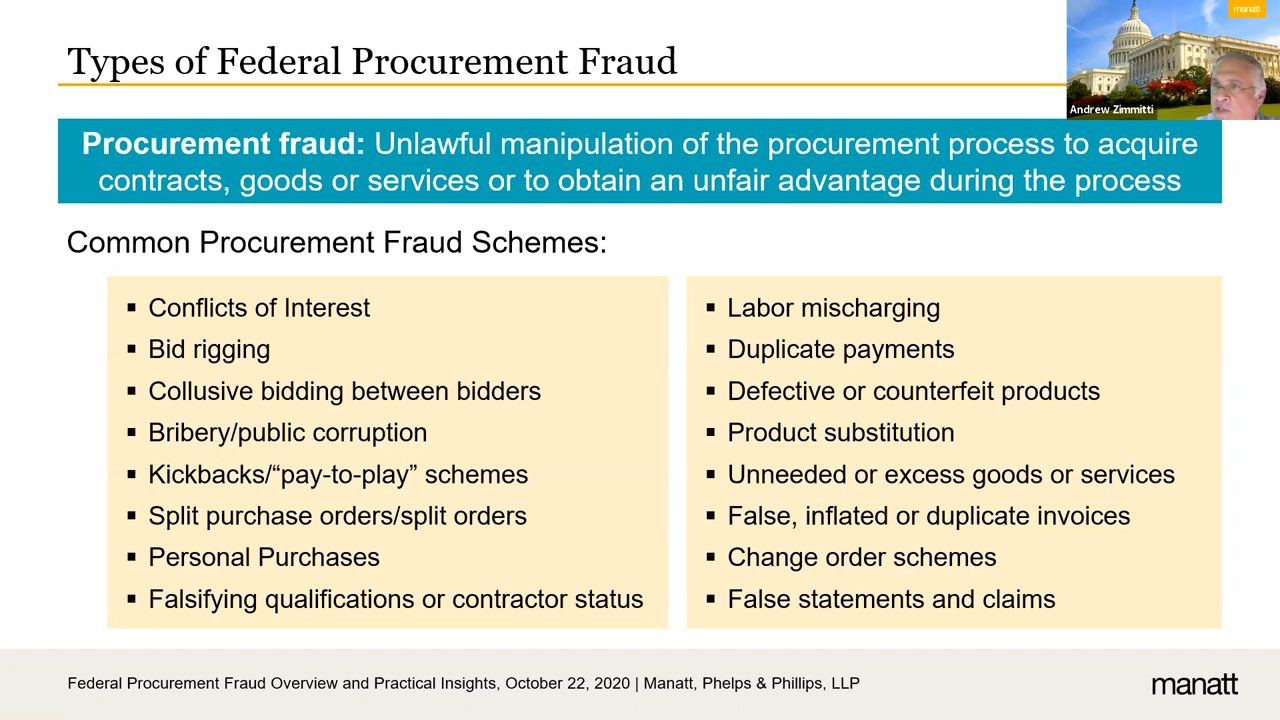 manatt
Types of Federal Procurement Fraud
Andrew Zimmitti
Procurement fraud: Unlawful manipulation of the procurement process to acquire
contracts, goods or services or to obtain an unfair advantage during the process
Common Procurement Fraud Schemes:
▪ Conflicts of Interest
▪ Bid rigging
▪ Collusive bidding between bidders
▪ Bribery/public corruption
▪ Kickbacks/“pay-to-play” schemes
▪ Split purchase orders/split orders
▪ Personal Purchases
▪ Falsifying qualifications or contractor status
▪ Labor mischarging
▪ Duplicate payments
▪ Defective or counterfeit products
▪ Product substitution
▪ Unneeded or excess goods or services
▪ False, inflated or duplicate invoices
▪ Change order schemes
▪ False statements and claims
Federal Procurement Fraud Overview and Practical Insights, October 22, 2020 | Manatt, Phelps & Phillips, LLP
manatt